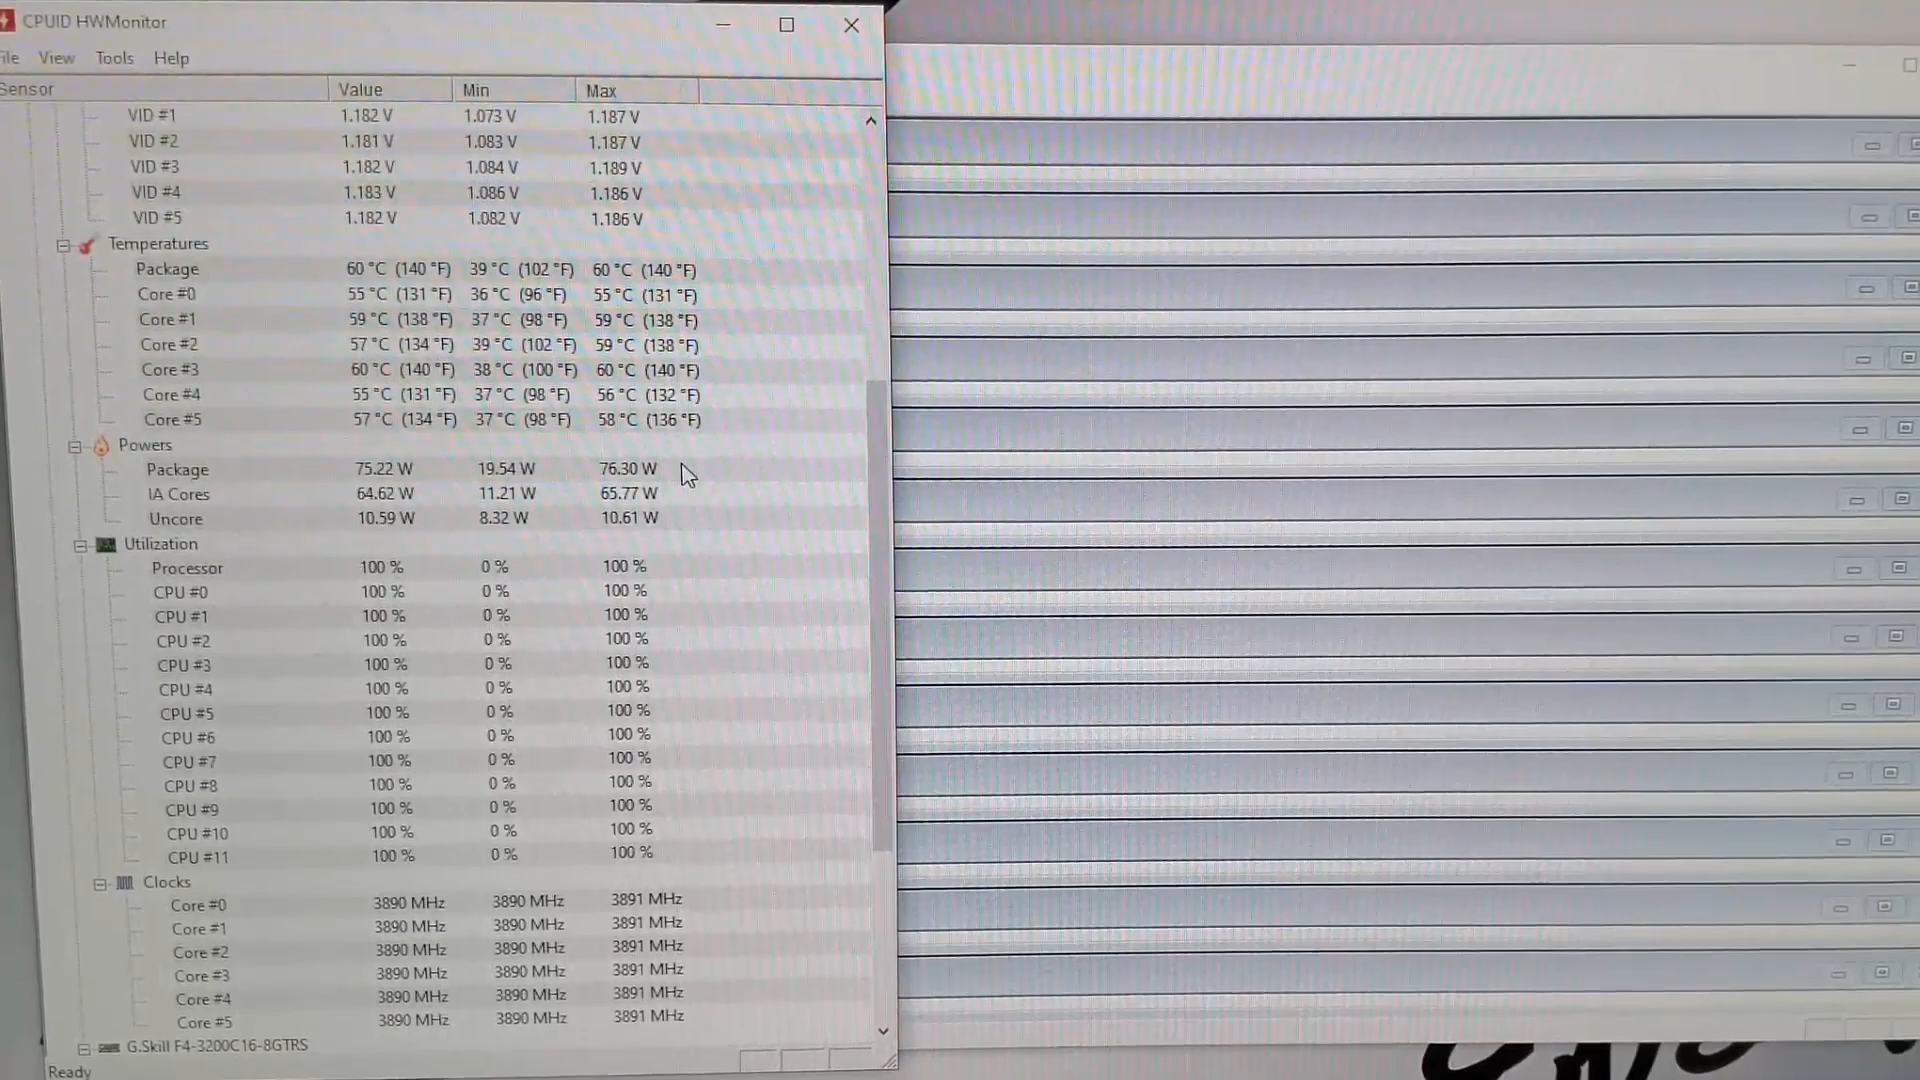 CPUID HWMonitor
ile View Tools Help
Sensor Value Min Max
VID #1 1.182 V 1.073 V 1.187 V
VID #2 1.181 V 1.083 V 1.187 V
VID #3 1.182 V 1.084 V 1.189 V
VID #4 1.183 V 1.086 V 1.186 V
VID #5 1.182 V 1.082 V 1.186 V
Temperatures
Package 60 °C (140 °F) 39 °C (102 °F) 60 °C (140 °F)
Core #0 55 °C (131 °F) 36 °C (96 °F) 55 °C (131 °F)
Core #1 59 °C (138 °F) 37 °C (98 °F) 59 °C (138 °F)
Core #2 57 °C (134 °F) 39 °C (102 °F) 59 °C (138 °F)
Core #3 60 °C (140 °F) 38 °C (100 °F) 60 °C (140 °F)
Core #4 55 °C (131 °F) 37 °C (98 °F) 56 °C (132 °F)
Core #5 57 °C (134 °F) 37 °C (98 °F) 58 °C (136 °F)
Powers
Package 75.22 W 19.54 W 76.30 W
IA Cores 64.62 W 11.21 W 65.77 W
Uncore 10.59 W 8.32 W 10.61 W
Utilization
Processor 100 % 0 % 100 %
CPU #0 100 % 0 % 100 %
CPU #1 100 % 0 % 100 %
CPU #2 100 % 0 % 100 %
CPU #3 100 % 0 % 100 %
CPU #4 100 % 0 % 100 %
CPU #5 100 % 0 % 100 %
CPU #6 100 % 0 % 100 %
CPU #7 100 % 0 % 100 %
CPU #8 100 % 0 % 100 %
CPU #9 100 % 0 % 100 %
CPU #10 100 % 0 % 100 %
CPU #11 100 % 0 % 100 %
Clocks
Core #0 3890 MHz 3890 MHz 3891 MHz
Core #1 3890 MHz 3890 MHz 3891 MHz
Core #2 3890 MHz 3890 MHz 3891 MHz
Core #3 3890 MHz 3890 MHz 3891 MHz
Core #4 3890 MHz 3890 MHz 3891 MHz
Core #5 3890 MHz 3890 MHz 3891 MHz
G.Skill F4-3200C16-8GTRS
Ready